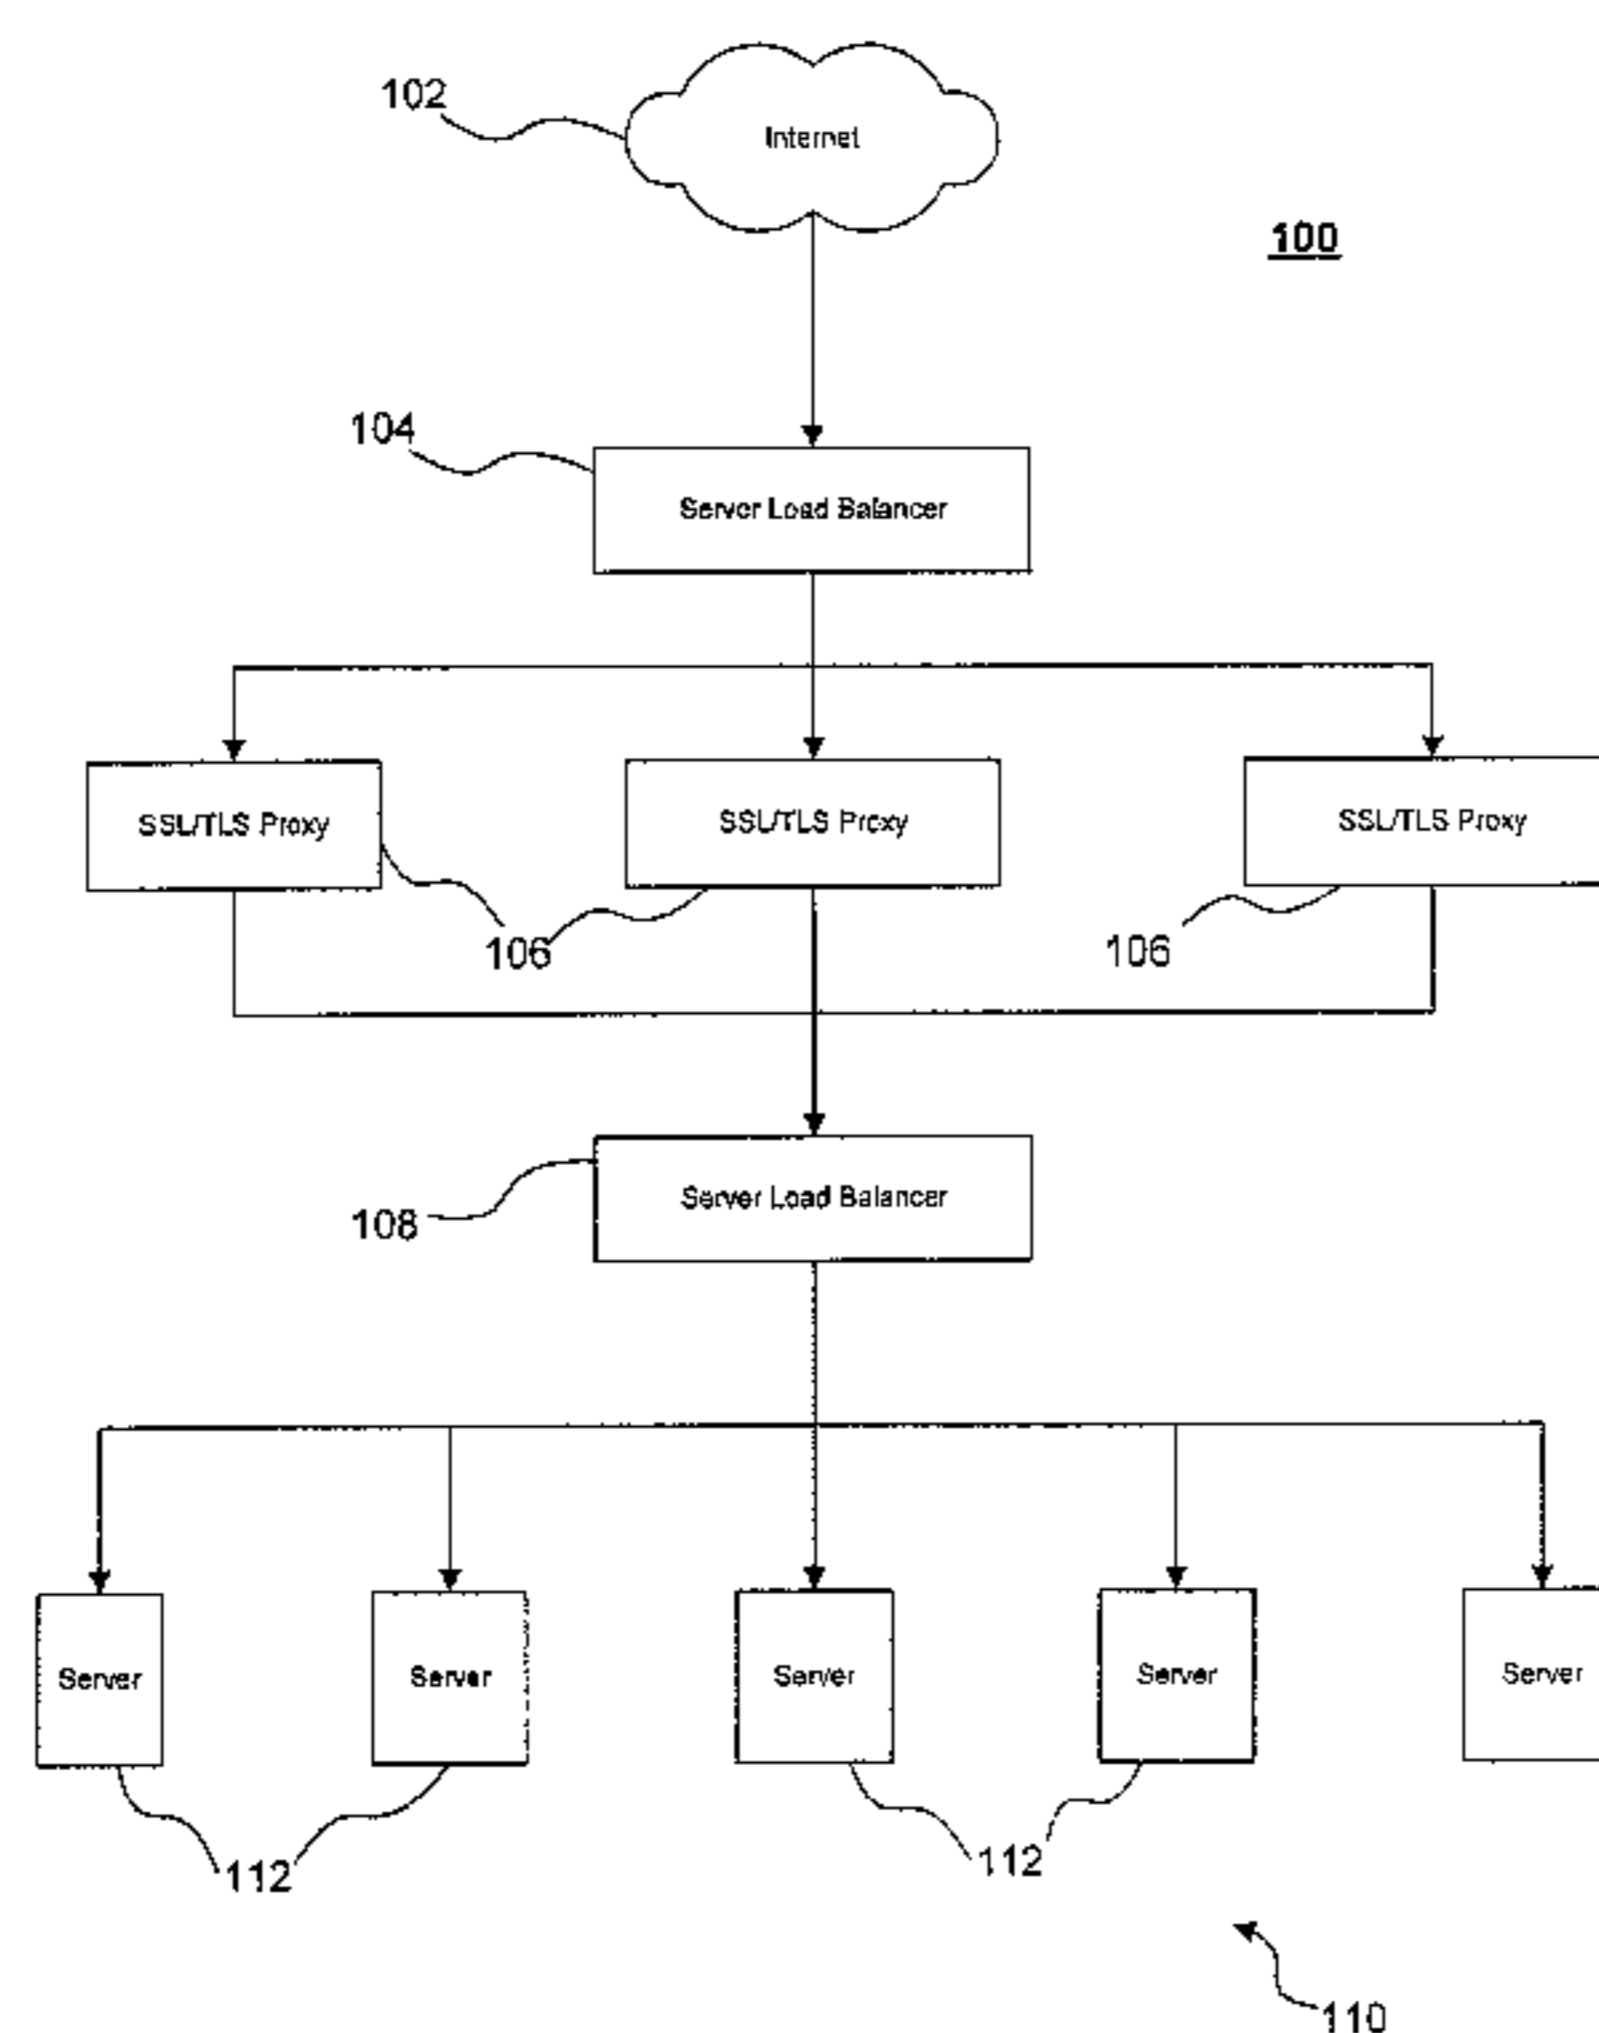 102
Internet
100
104
Server Load Balancer
SSL/TLS Proxy
SSL/TLS Proxy
SSL/TLS Proxy
106
106
108
Server Load Balancer
Server
Server
Server
Server
Server
112
112
110